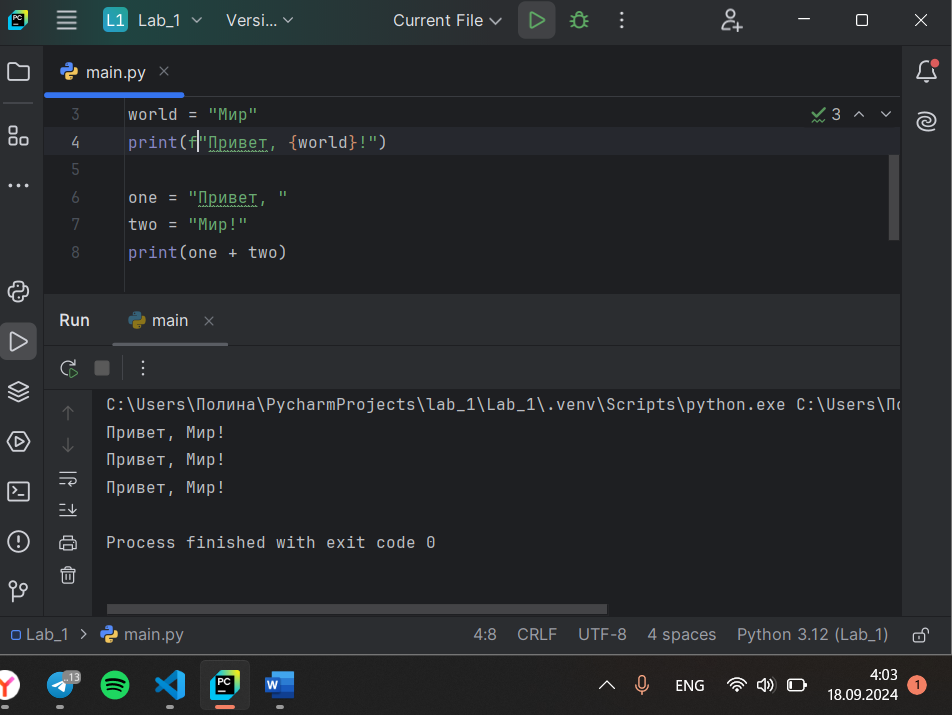 PC L1 Lab_1 Versi... Current File
main.py
3 world = "Мир" 3
4 print(f"Привет, {world}!")
5
6 one = "Привет, "
7 two = "Мир!"
8 print(one + two)
Run main
C:\Users\Полина\PycharmProjects\lab_1\Lab_1\.venv\Scripts\python.exe C:\Users\По
Привет, Мир!
Привет, Мир!
Привет, Мир!
Process finished with exit code 0
Lab_1 > main.py 4:8 CRLF UTF-8 4 spaces Python 3.12 (Lab_1)
13 PC W ENG 4:03 1
18.09.2024